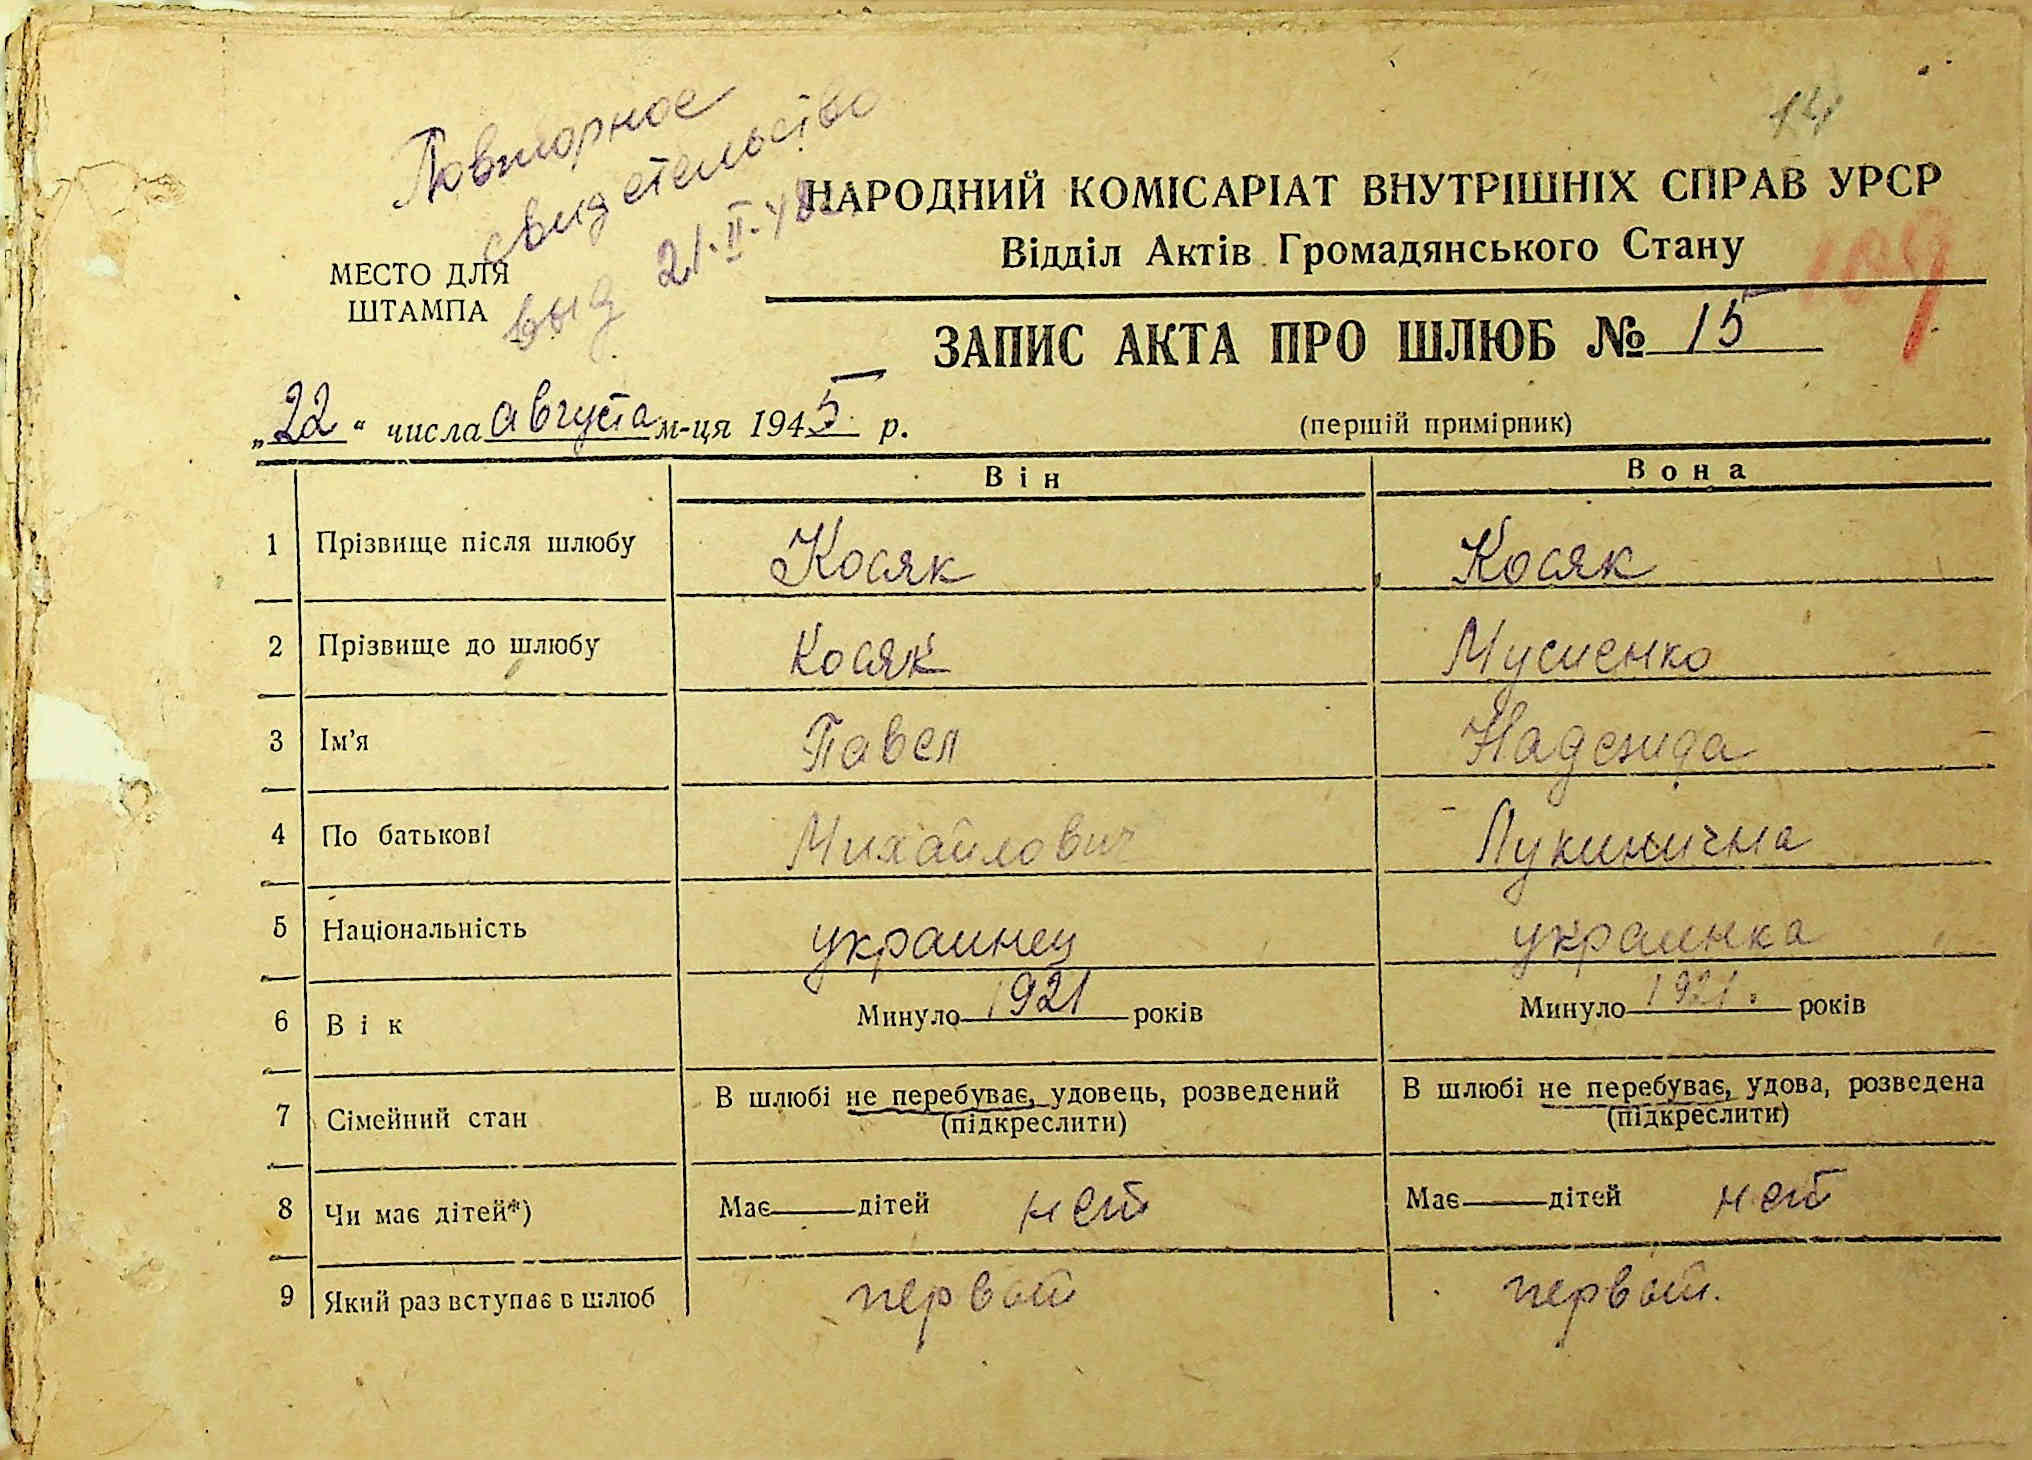 Повторное
свидетельство
выд 21·II·48
14
НАРОДНИЙ КОМІСАРІАТ ВНУТРІШНІХ СПРАВ УРСР
Відділ Актів Громадянського Стану
109
МЕСТО ДЛЯ
ШТАМПА
ЗАПИС АКТА ПРО ШЛЮБ № 15
„22“ числа августа м-ця 1945 р.
(першій примірник)
Він Вона
1 Прізвище після шлюбу Косяк Косяк
2 Прізвище до шлюбу Косяк Мусиенко
3 Ім'я Павел Надежда
4 По батькові Михайлович Лукинична
5 Національність украинец украинка
6 Вік Минуло 1921 років Минуло 1921. років
7 Сімейний стан В шлюбі не перебуває, удовець, розведений В шлюбі не перебуває, удова, розведена
(підкреслити) (підкреслити)
8 Чи має дітей*) Має — дітей нет Має — дітей нет
9 Який раз вступає в шлюб первый первый.